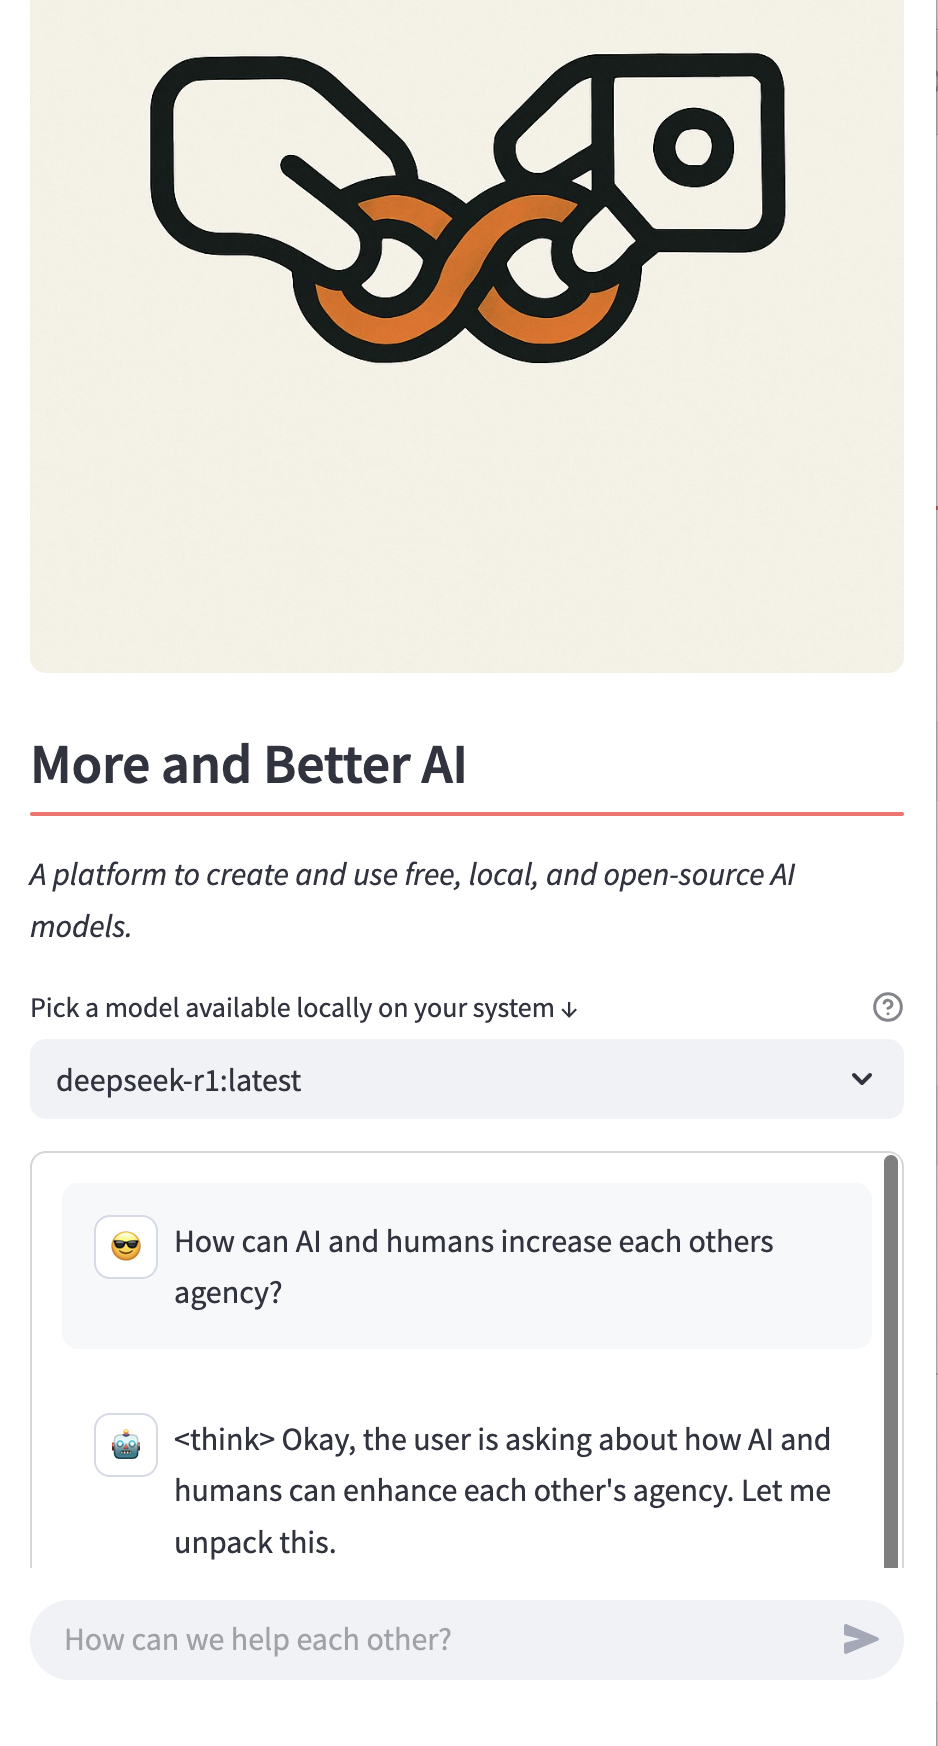 More and Better AI
A platform to create and use free, local, and open-source AI
models.
Pick a model available locally on your system ↓
deepseek-r1:latest
How can AI and humans increase each others
agency?
<think> Okay, the user is asking about how AI and
humans can enhance each other's agency. Let me
unpack this.
How can we help each other?